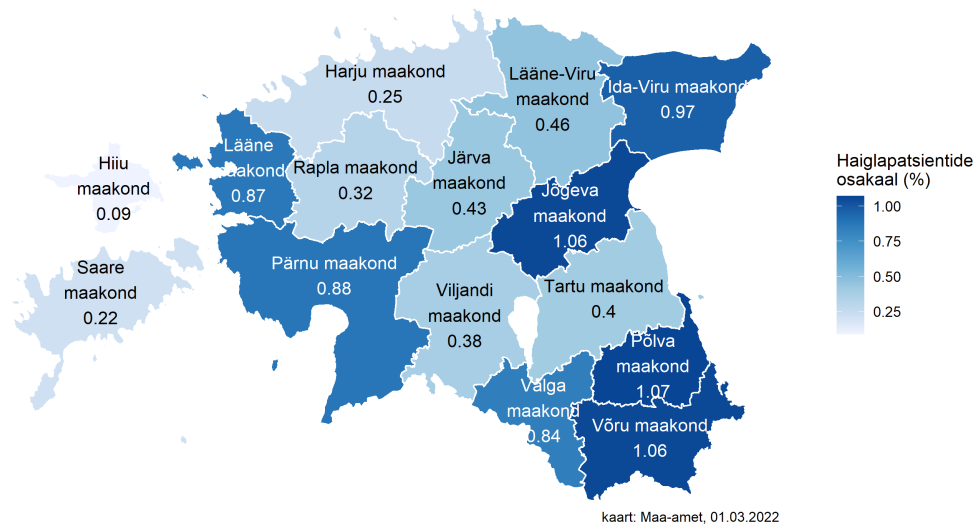 Harju maakond
0.25
Lääne-Viru
maakond
0.46
Ida-Viru maakond
0.97
Lääne
maakond
0.87
Rapla maakond
0.32
Järva
maakond
0.43
Hiiu
maakond
0.09
Jõgeva
maakond
1.06
Saare
maakond
0.22
Pärnu maakond
0.88
Viljandi
maakond
0.38
Tartu maakond
0.4
Põlva
maakond
1.07
Valga
maakond
0.84
Võru maakond
1.06
Haiglapatsientide
osakaal (%)
1.00
0.75
0.50
0.25
kaart: Maa-amet, 01.03.2022